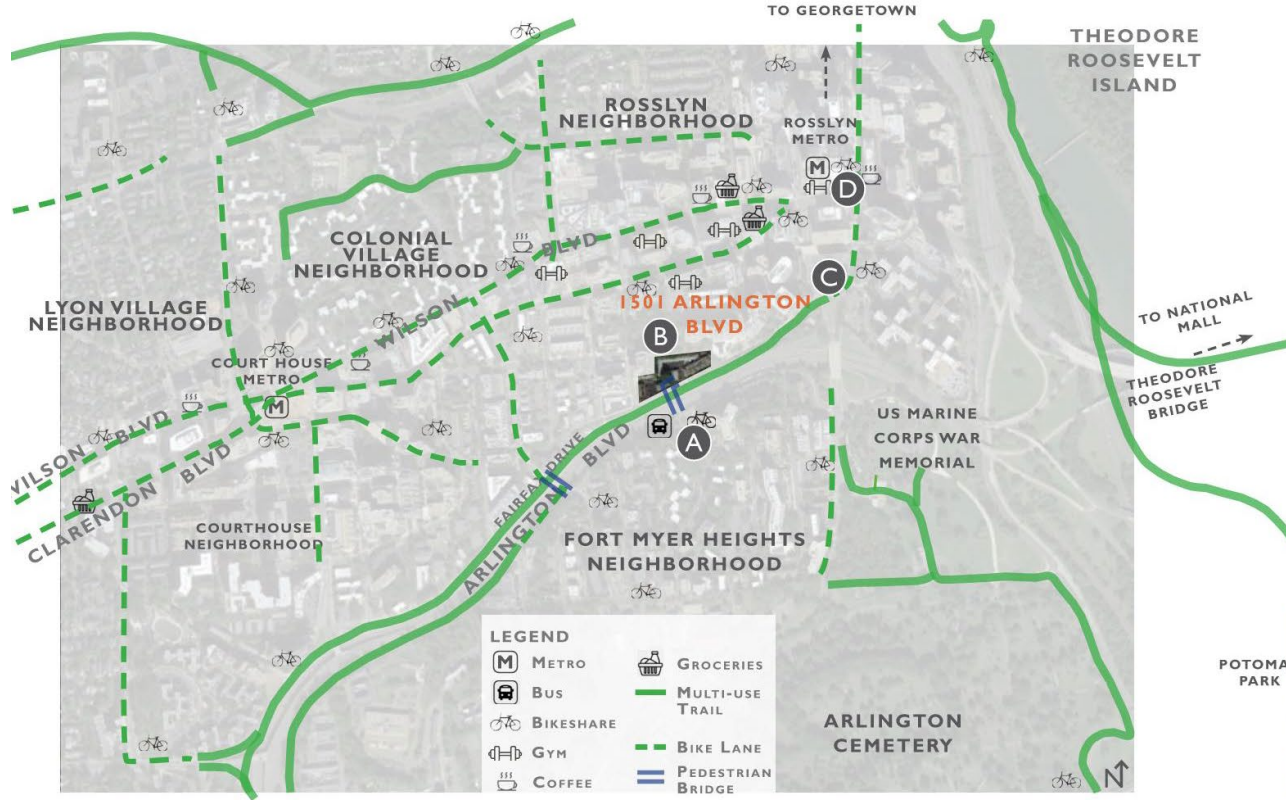 TO GEORGETOWN
THEODORE
ROOSEVELT
ISLAND
ROSSLYN
NEIGHBORHOOD
ROSSLYN
METRO
M
D
COLONIAL
VILLAGE
NEIGHBORHOOD
WILSON BLVD
C
LYON VILLAGE
NEIGHBORHOOD
1501 ARLINGTON
BLVD
TO NATIONAL
MALL
B
COURT HOUSE
METRO
M
THEODORE
ROOSEVELT
BRIDGE
US MARINE
CORPS WAR
MEMORIAL
A
WILSON BLVD
CLARENDON BLVD
FAIRFAX DRIVE
ARLINGTON BLVD
COURTHOUSE
NEIGHBORHOOD
FORT MYER HEIGHTS
NEIGHBORHOOD
LEGEND
M METRO
BUS
BIKESHARE
GYM
COFFEE
GROCERIES
MULTI-USE
TRAIL
BIKE LANE
PEDESTRIAN
BRIDGE
ARLINGTON
CEMETERY
POTOMA
PARK
N